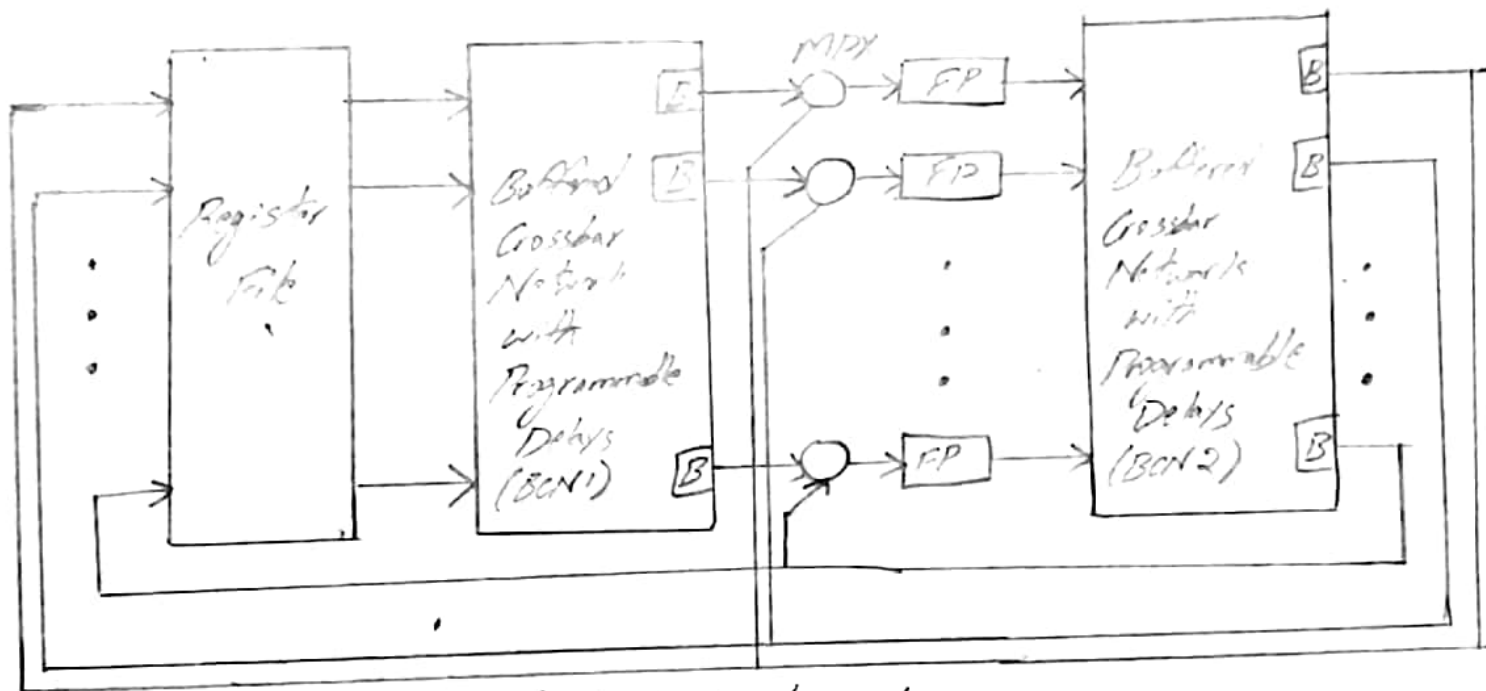 MPX
Register
File
Buffered
Crossbar
Network
with
Programmable
Delays
(BCN1)
B
B
B
FP
FP
FP
Buffered
Crossbar
Network
with
Programmable
Delays
(BCN2)
B
B
B